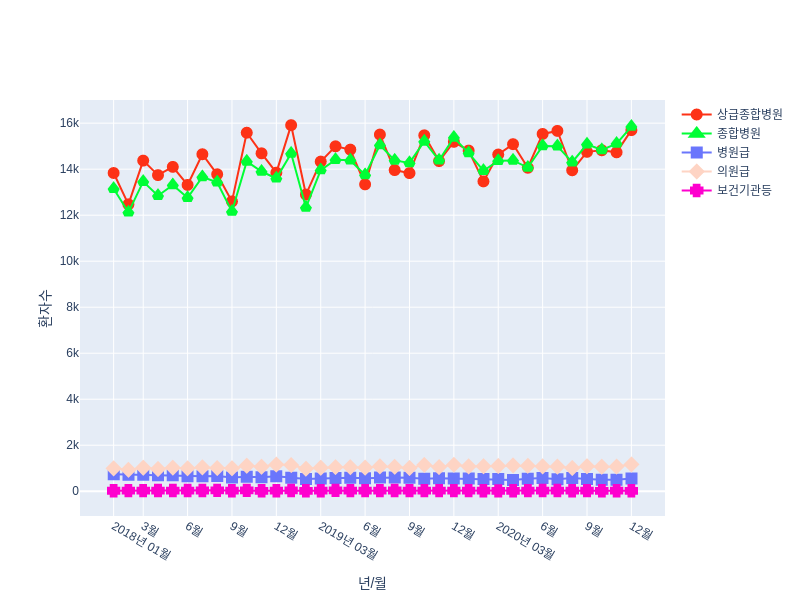 16k
14k
12k
10k
8k
6k
4k
2k
0
환자수
2018년 01월
3월
6월
9월
12월
2019년 03월
6월
9월
12월
2020년 03월
6월
9월
12월
년/월
상급종합병원
종합병원
병원급
의원급
보건기관등